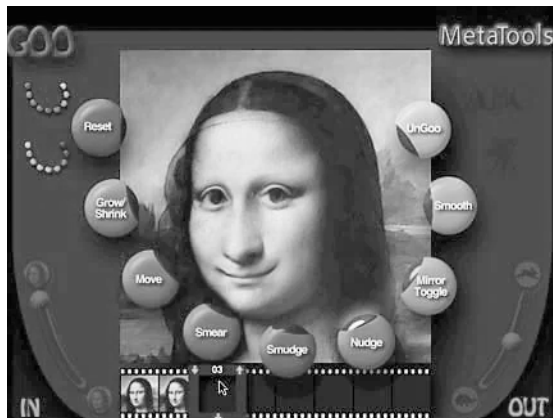 GOO
MetaTools
Reset
UnGoo
Grow/
Shrink
Smooth
Move
Mirror
Toggle
Smear
Smudge
Nudge
03
IN
OUT